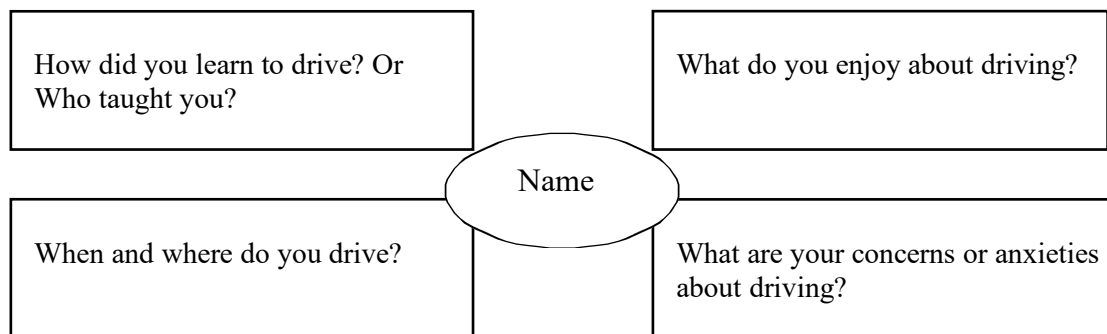 How did you learn to drive? Or
Who taught you?
What do you enjoy about driving?
Name
When and where do you drive?
What are your concerns or anxieties
about driving?